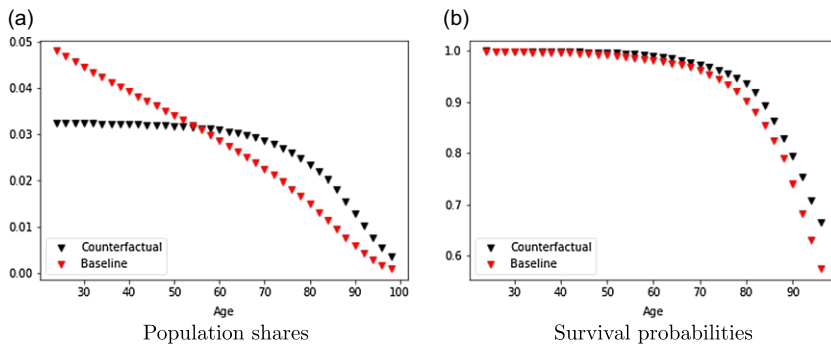 (a)
0.05
0.04
0.03
0.02
0.01
0.00
Counterfactual
Baseline
30 40 50 60 70 80 90 100
Age
Population shares
(b)
1.0
0.9
0.8
0.7
0.6
Counterfactual
Baseline
30 40 50 60 70 80 90
Age
Survival probabilities